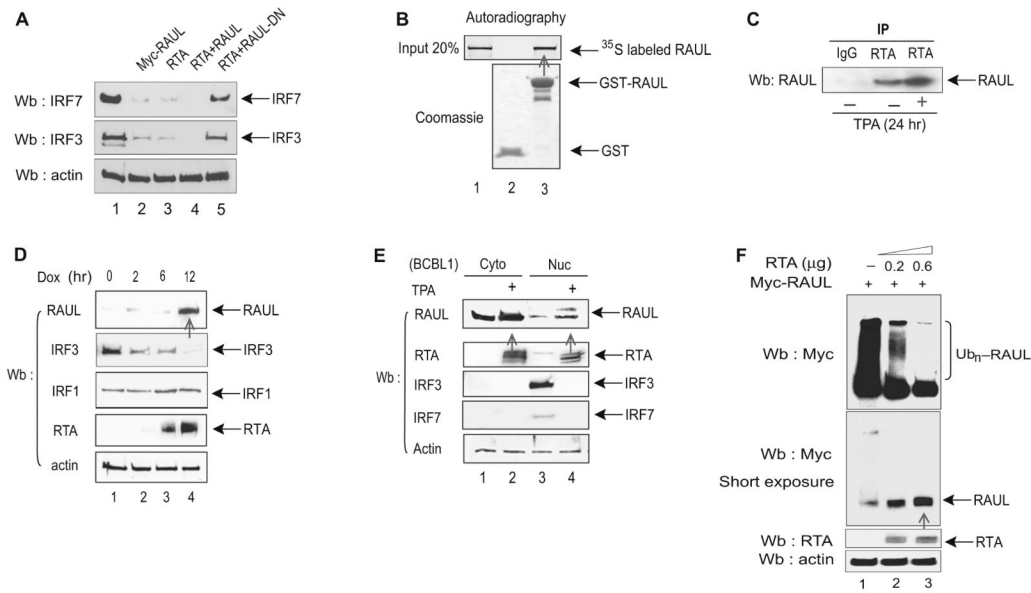 A
Myc-RAUL
RTA
RTA+RAUL
RTA+RAUL-DN
Wb : IRF7
IRF7
Wb : IRF3
IRF3
Wb : actin
1 2 3 4 5
B
Autoradiography
Input 20%
³⁵S labeled RAUL
GST-RAUL
Coomassie
GST
1 2 3
C
IP
IgG RTA RTA
Wb: RAUL
RAUL
− − +
TPA (24 hr)
D
Dox (hr) 0 2 6 12
RAUL
RAUL
IRF3
IRF3
Wb :
IRF1
IRF1
RTA
RTA
actin
1 2 3 4
E
(BCBL1) Cyto Nuc
TPA + +
RAUL
RAUL
RTA
RTA
Wb :
IRF3
IRF3
IRF7
IRF7
Actin
1 2 3 4
F
RTA (µg) − 0.2 0.6
Myc-RAUL + + +
Wb : Myc
Ubn–RAUL
Wb : Myc
Short exposure
RAUL
Wb : RTA
RTA
Wb : actin
1 2 3